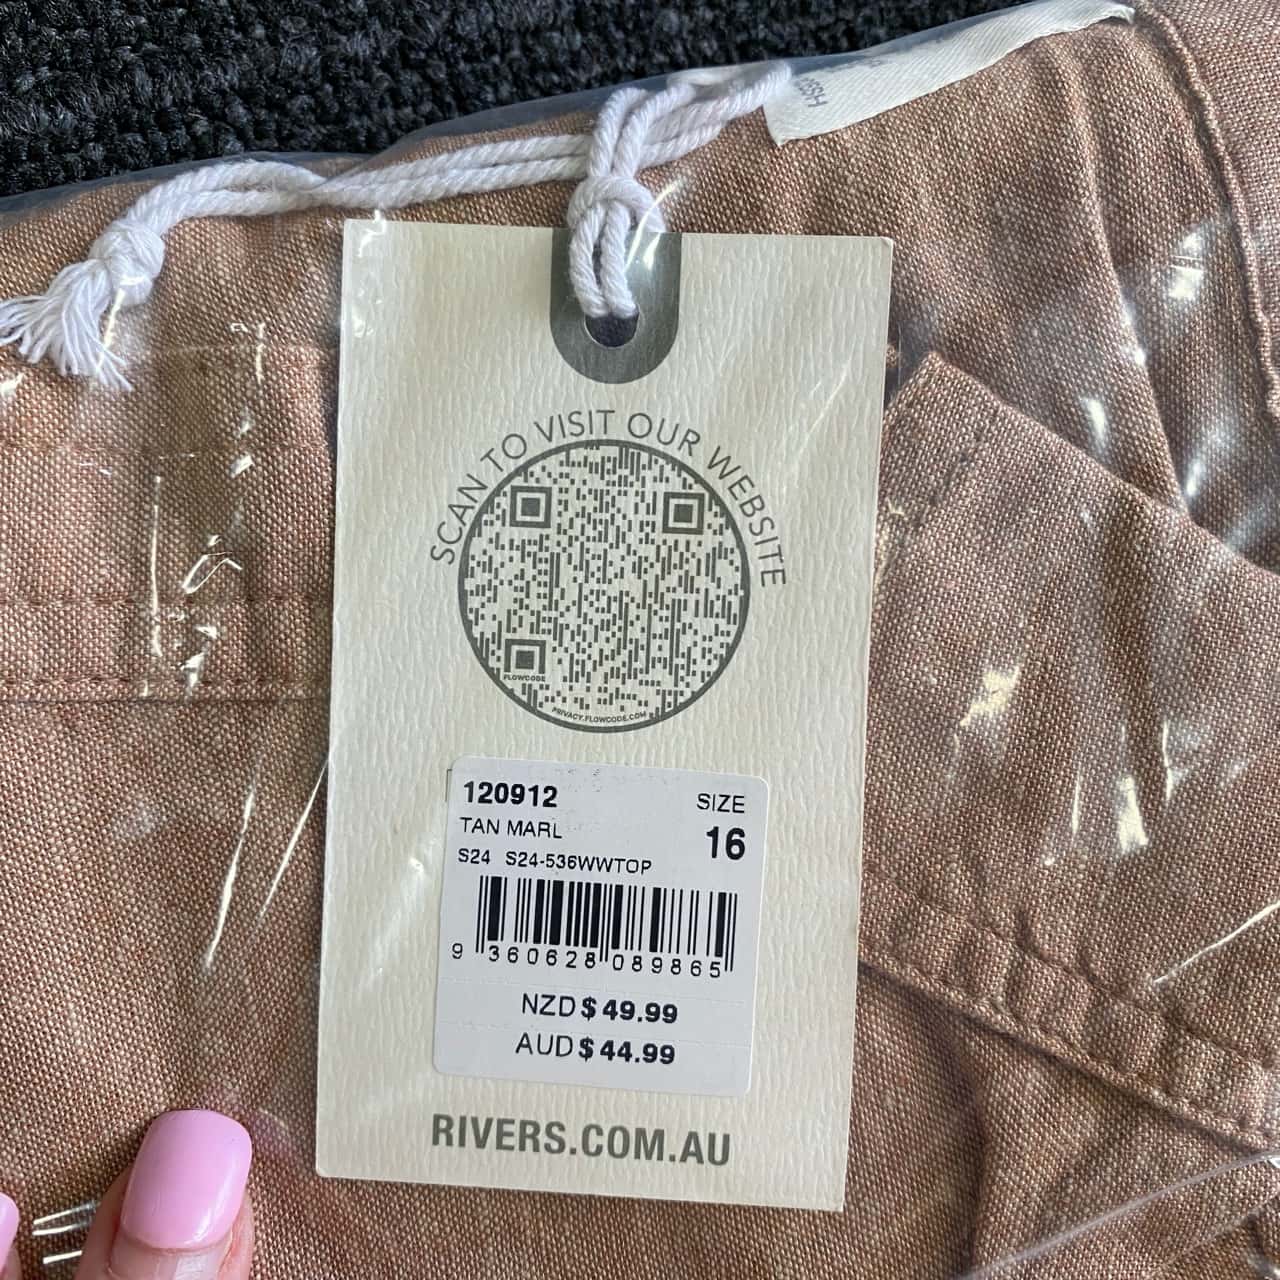 SCAN TO VISIT OUR WEBSITE
FLOWCODE
PRIVACY.FLOWCODE.COM
120912
SIZE
TAN MARL
16
S24 S24-536WWTOP
9 360628 089865
NZD $ 49.99
AUD $ 44.99
RIVERS.COM.AU